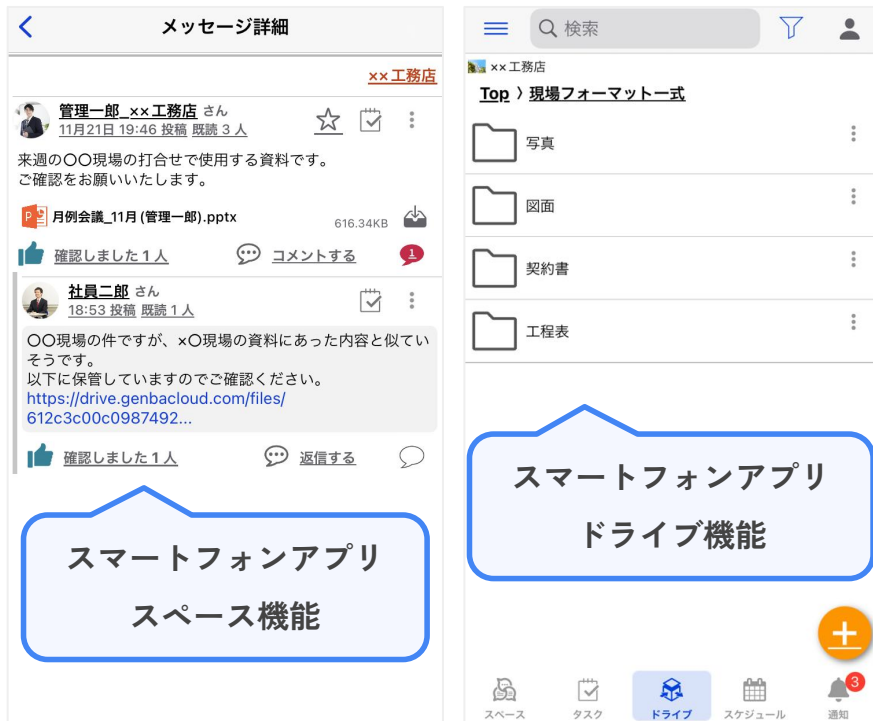 メッセージ詳細
××工務店
管理一郎_××工務店 さん
11月21日 19:46 投稿 既読 3 人
来週の〇〇現場の打合せで使用する資料です。
ご確認をお願いいたします。
P
月例会議_11月 (管理一郎).pptx
616.34KB
確認しました 1 人
コメントする
1
社員二郎 さん
18:53 投稿 既読 1 人
〇〇現場の件ですが、×〇現場の資料にあった内容と似てい
そうです。
以下に保管していますのでご確認ください。
https://drive.genbacloud.com/files/
612c3c00c0987492...
確認しました 1 人
返信する
スマートフォンアプリ
スペース機能
検索
××工務店
Top 〉現場フォーマット一式
写真
図面
契約書
工程表
スマートフォンアプリ
ドライブ機能
スペース
タスク
ドライブ
スケジュール
3
通知